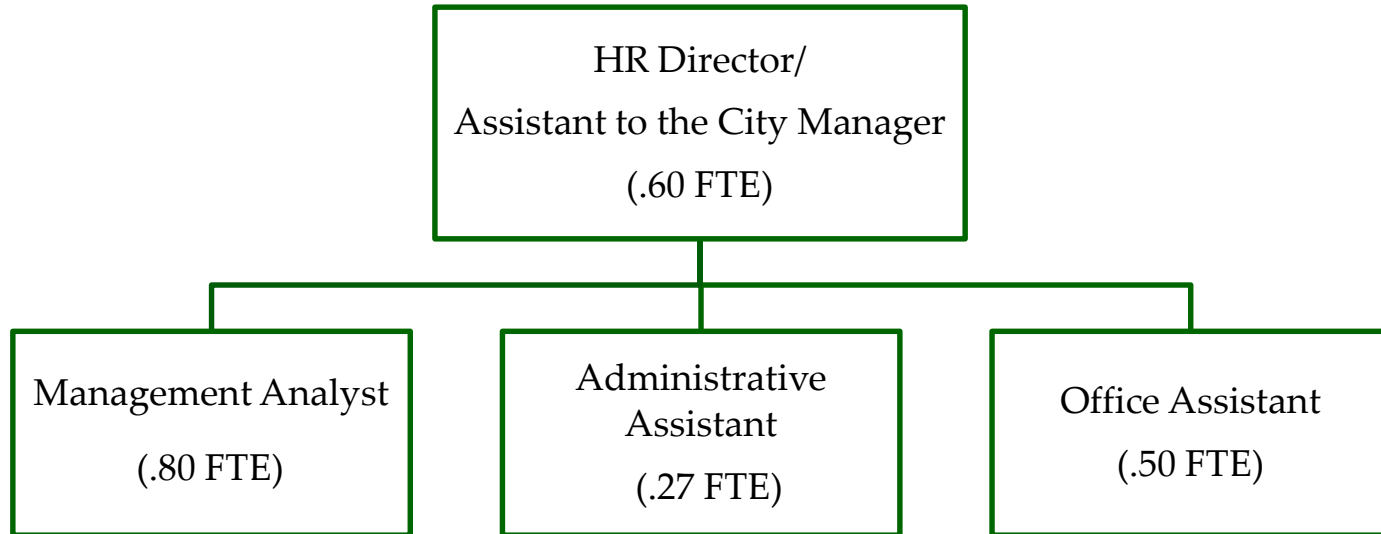 HR Director/
Assistant to the City Manager
(.60 FTE)
Management Analyst
(.80 FTE)
Administrative
Assistant
(.27 FTE)
Office Assistant
(.50 FTE)